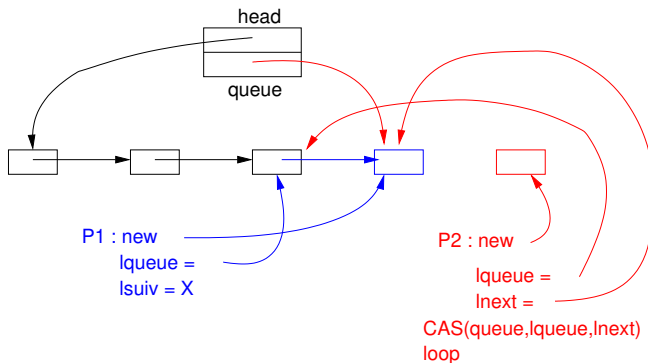 head
queue
P1 : new
lqueue =
lsuiv = X
P2 : new
lqueue =
lnext =
CAS(queue,lqueue,lnext)
loop